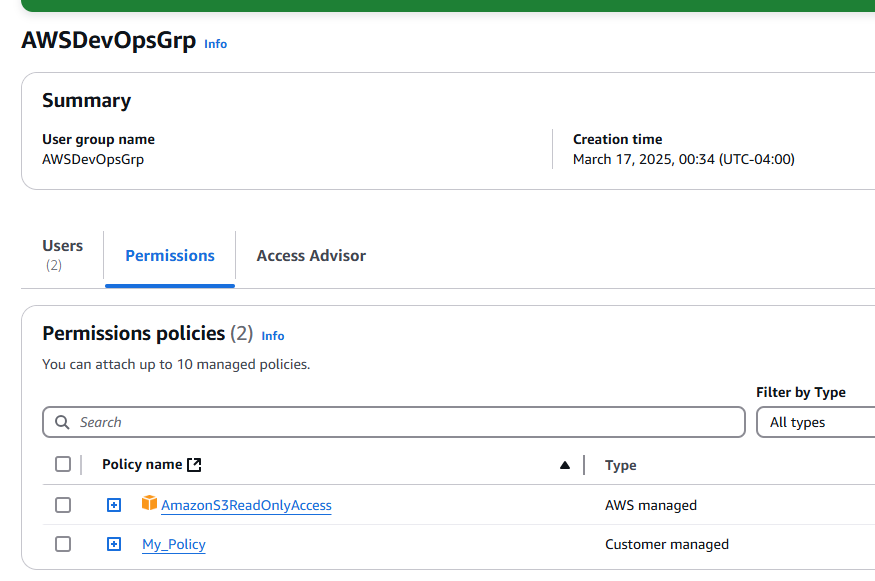 AWSDevOpsGrp Info
Summary
User group name
AWSDevOpsGrp
Creation time
March 17, 2025, 00:34 (UTC-04:00)
Users
(2)
Permissions
Access Advisor
Permissions policies (2) Info
You can attach up to 10 managed policies.
Filter by Type
Search
All types
Policy name
Type
AmazonS3ReadOnlyAccess
AWS managed
My_Policy
Customer managed